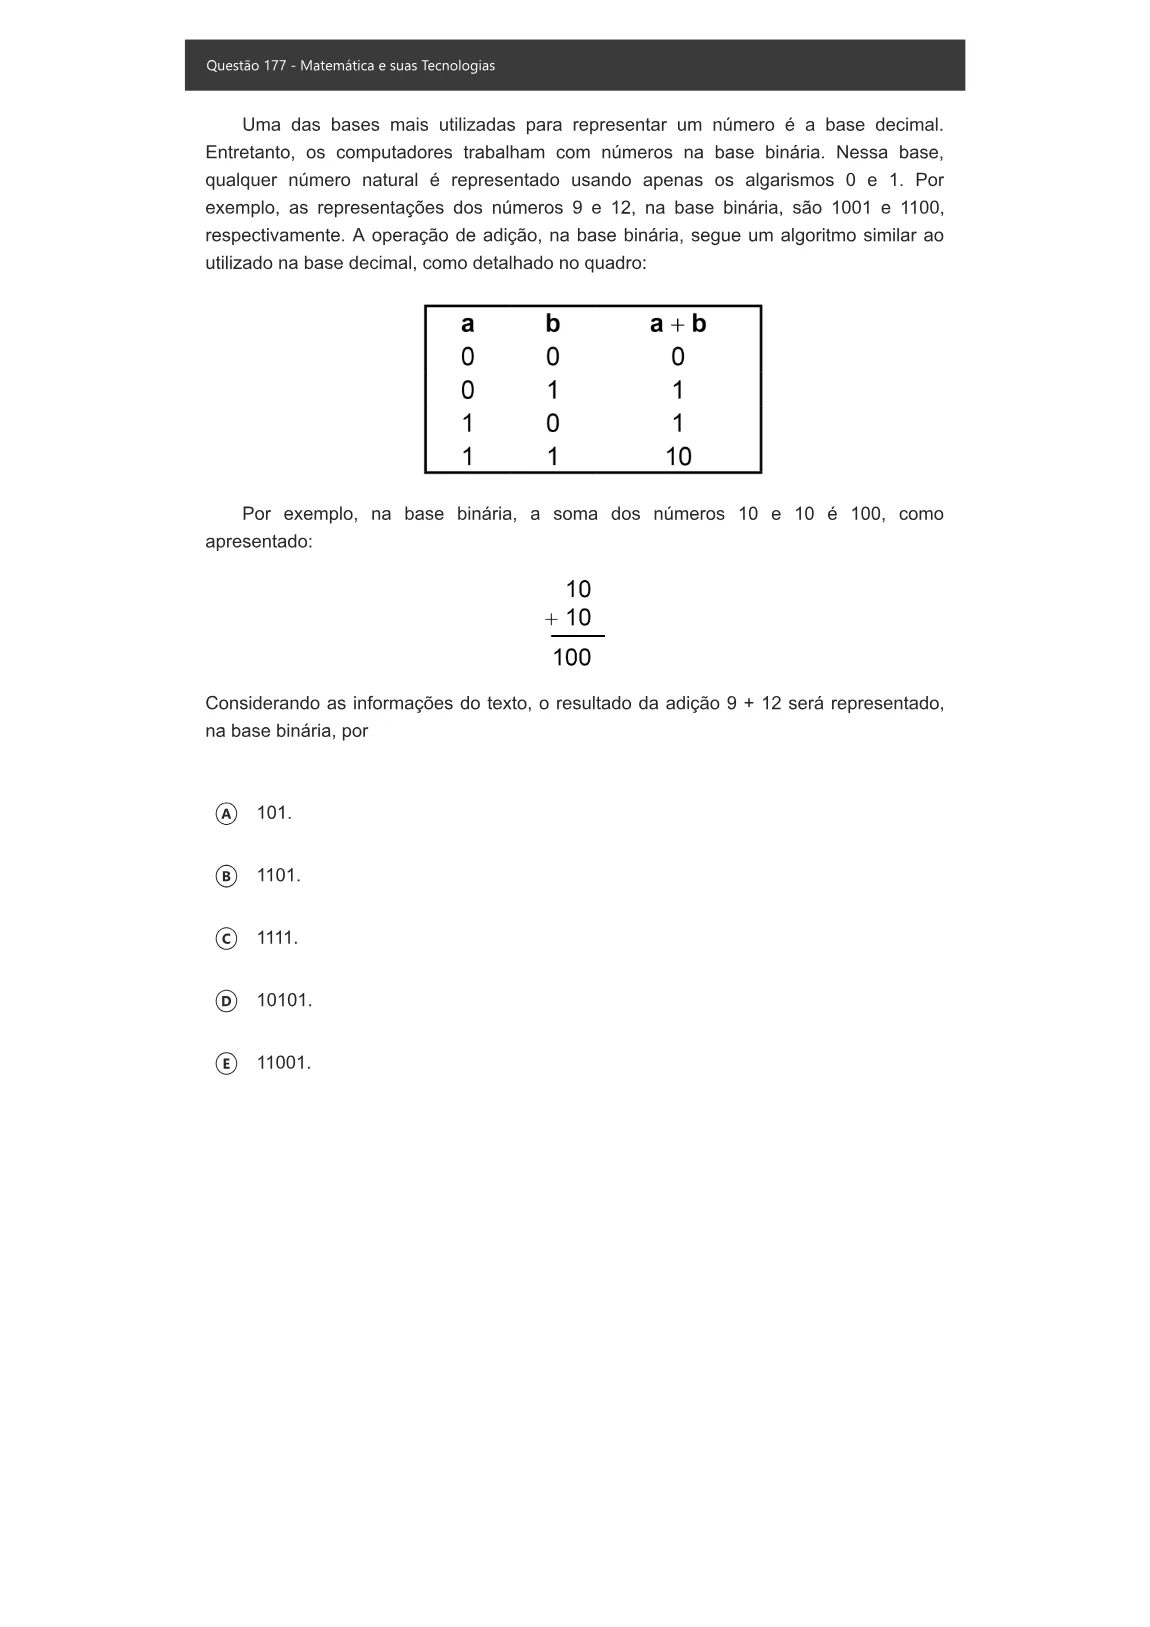 Questão 177 - Matemática e suas Tecnologias
Uma das bases mais utilizadas para representar um número é a base decimal.
Entretanto, os computadores trabalham com números na base binária. Nessa base,
qualquer número natural é representado usando apenas os algarismos 0 e 1. Por
exemplo, as representações dos números 9 e 12, na base binária, são 1001 e 1100,
respectivamente. A operação de adição, na base binária, segue um algoritmo similar ao
utilizado na base decimal, como detalhado no quadro:
a b a + b
0 0 0
0 1 1
1 0 1
1 1 10
Por exemplo, na base binária, a soma dos números 10 e 10 é 100, como
apresentado:
10
+ 10
100
Considerando as informações do texto, o resultado da adição 9 + 12 será representado,
na base binária, por
A 101.
B 1101.
C 1111.
D 10101.
E 11001.